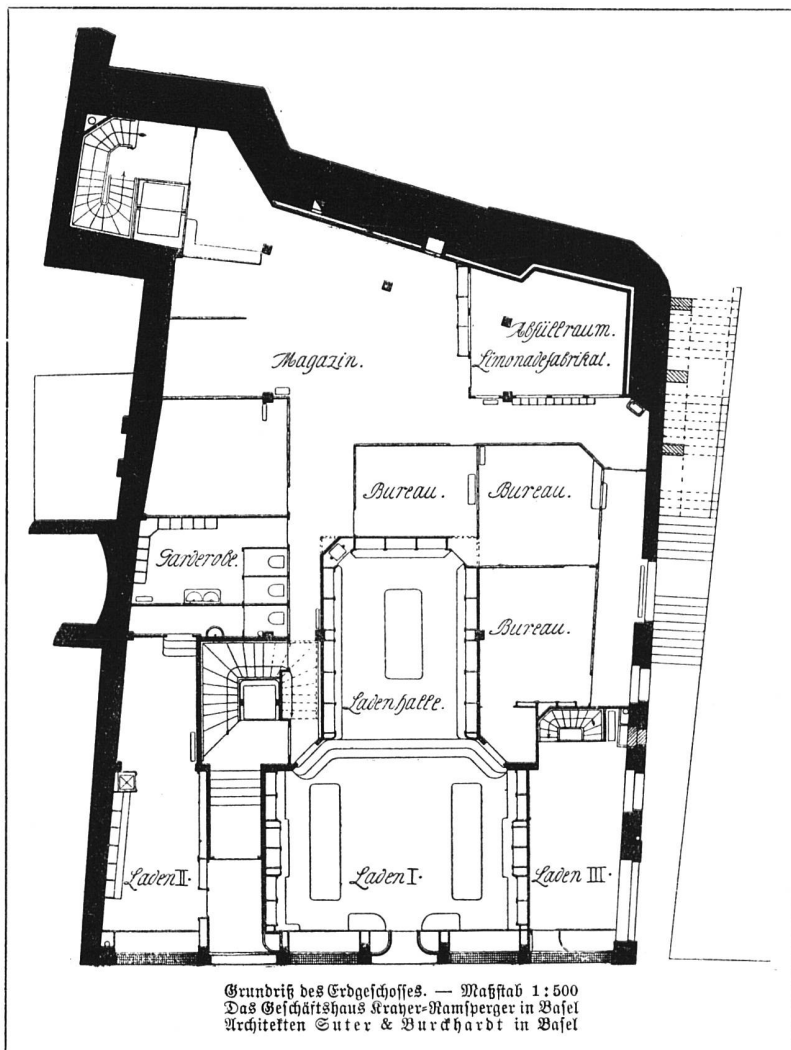 Abfüllraum.
Limonadefabrikat.
Magazin.
Bureau.
Bureau.
Garderobe.
Bureau.
Ladenhalle.
Laden II.
Laden I.
Laden III.
Grundriß des Erdgeschosses. — Maßstab 1:500
Das Geschäftshaus Krayer-Ramsperger in Basel
Architekten Suter & Burckhardt in Basel